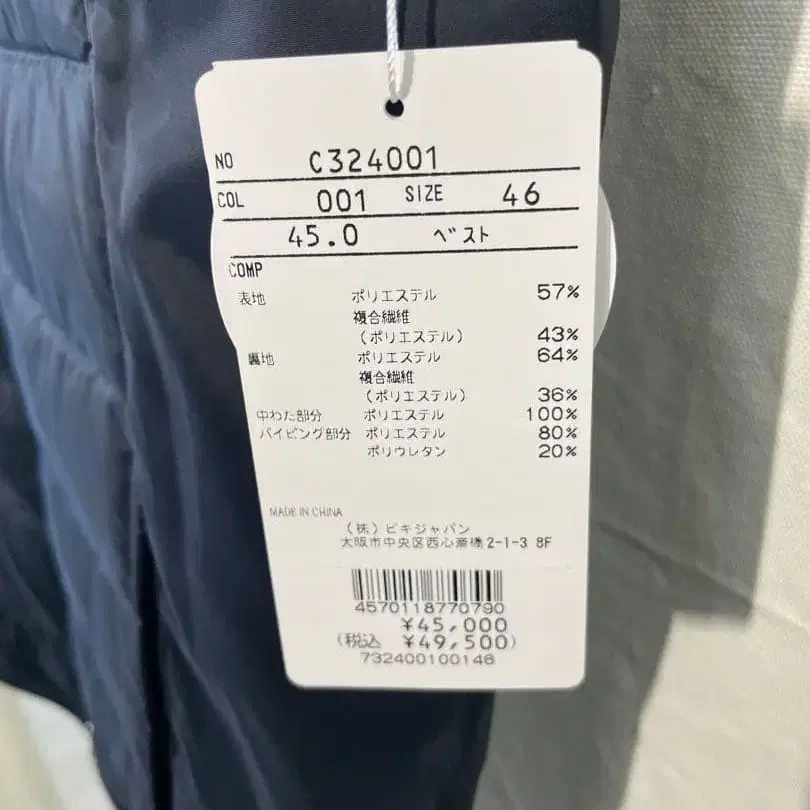 NO C324001
COL 001 SIZE 46
45.0 ベスト
COMP
表地 ポリエステル 57%
複合繊維
(ポリエステル) 43%
裏地 ポリエステル 64%
複合繊維
(ポリエステル) 36%
中わた部分 ポリエステル 100%
パイピング部分 ポリエステル 80%
ポリウレタン 20%
MADE IN CHINA
(株)ピキジャパン
大阪市中央区西心斎橋2-1-3 8F
4570118770790
¥45,000
(税込 ¥49,500)
732400100146